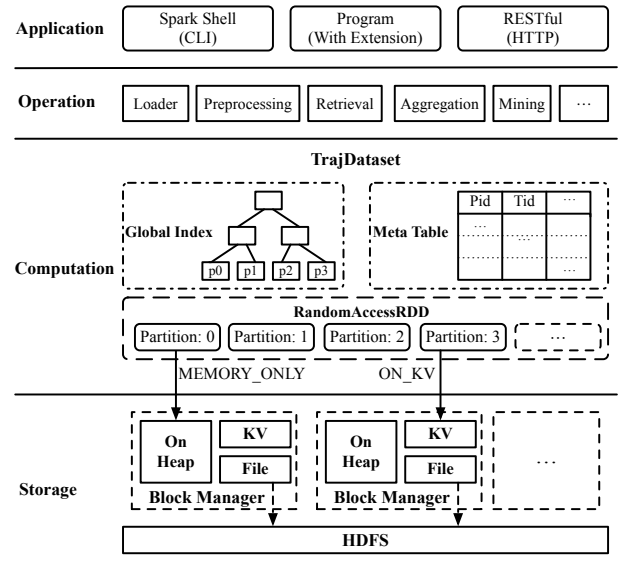 Application
Spark Shell
(CLI)
Program
(With Extension)
RESTful
(HTTP)
Operation
Loader
Preprocessing
Retrieval
Aggregation
Mining
...
TrajDataset
Computation
Global Index
p0
p1
p2
p3
Meta Table
Pid
Tid
...
...
...
...
RandomAccessRDD
Partition: 0
Partition: 1
Partition: 2
Partition: 3
...
MEMORY_ONLY
ON_KV
Storage
On
Heap
KV
File
Block Manager
On
Heap
KV
File
Block Manager
...
HDFS